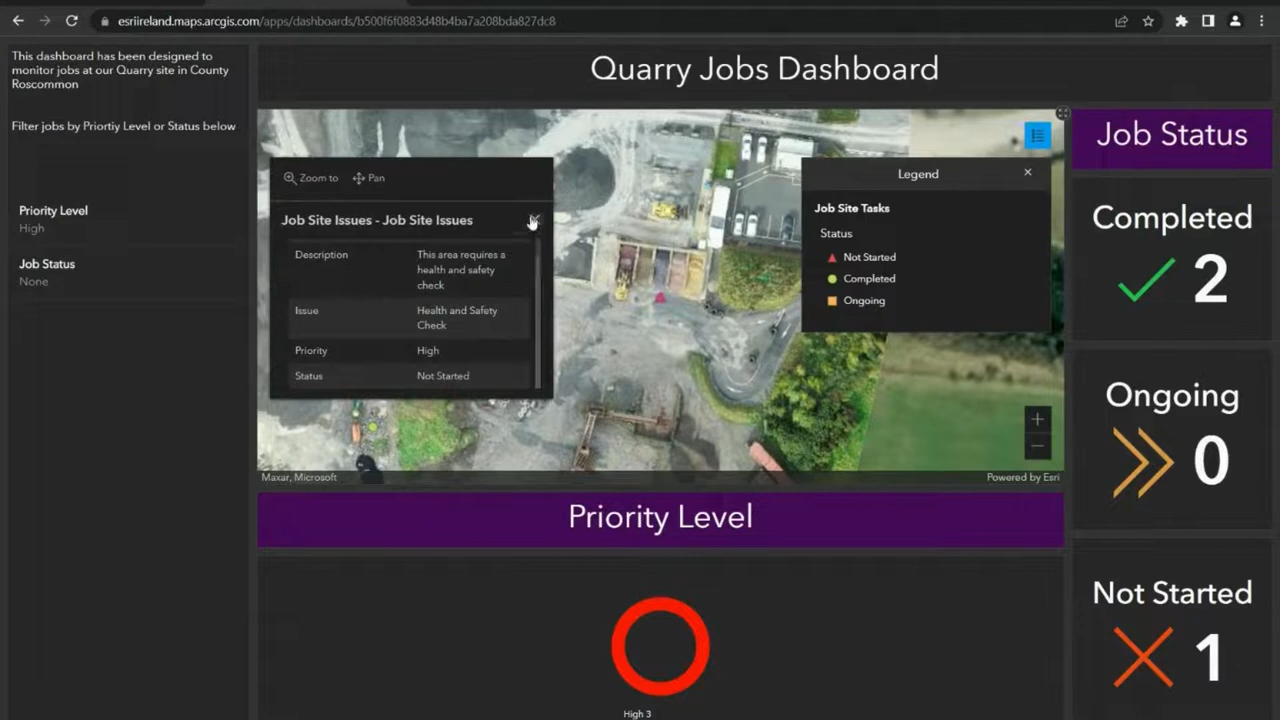 esriireland.maps.arcgis.com/apps/dashboards/b500f6f0883d48b4ba7a208bda827dc8
This dashboard has been designed to
monitor jobs at our Quarry site in County
Roscommon
Filter jobs by Priortiy Level or Status below
Priority Level
High
Job Status
None
Quarry Jobs Dashboard
Zoom to
Pan
Job Site Issues - Job Site Issues
Description
This area requires a
health and safety
check
Issue
Health and Safety
Check
Priority
High
Status
Not Started
Legend
Job Site Tasks
Status
Not Started
Completed
Ongoing
Maxar, Microsoft
Powered by Esri
Priority Level
High 3
Job Status
Completed
2
Ongoing
0
Not Started
1